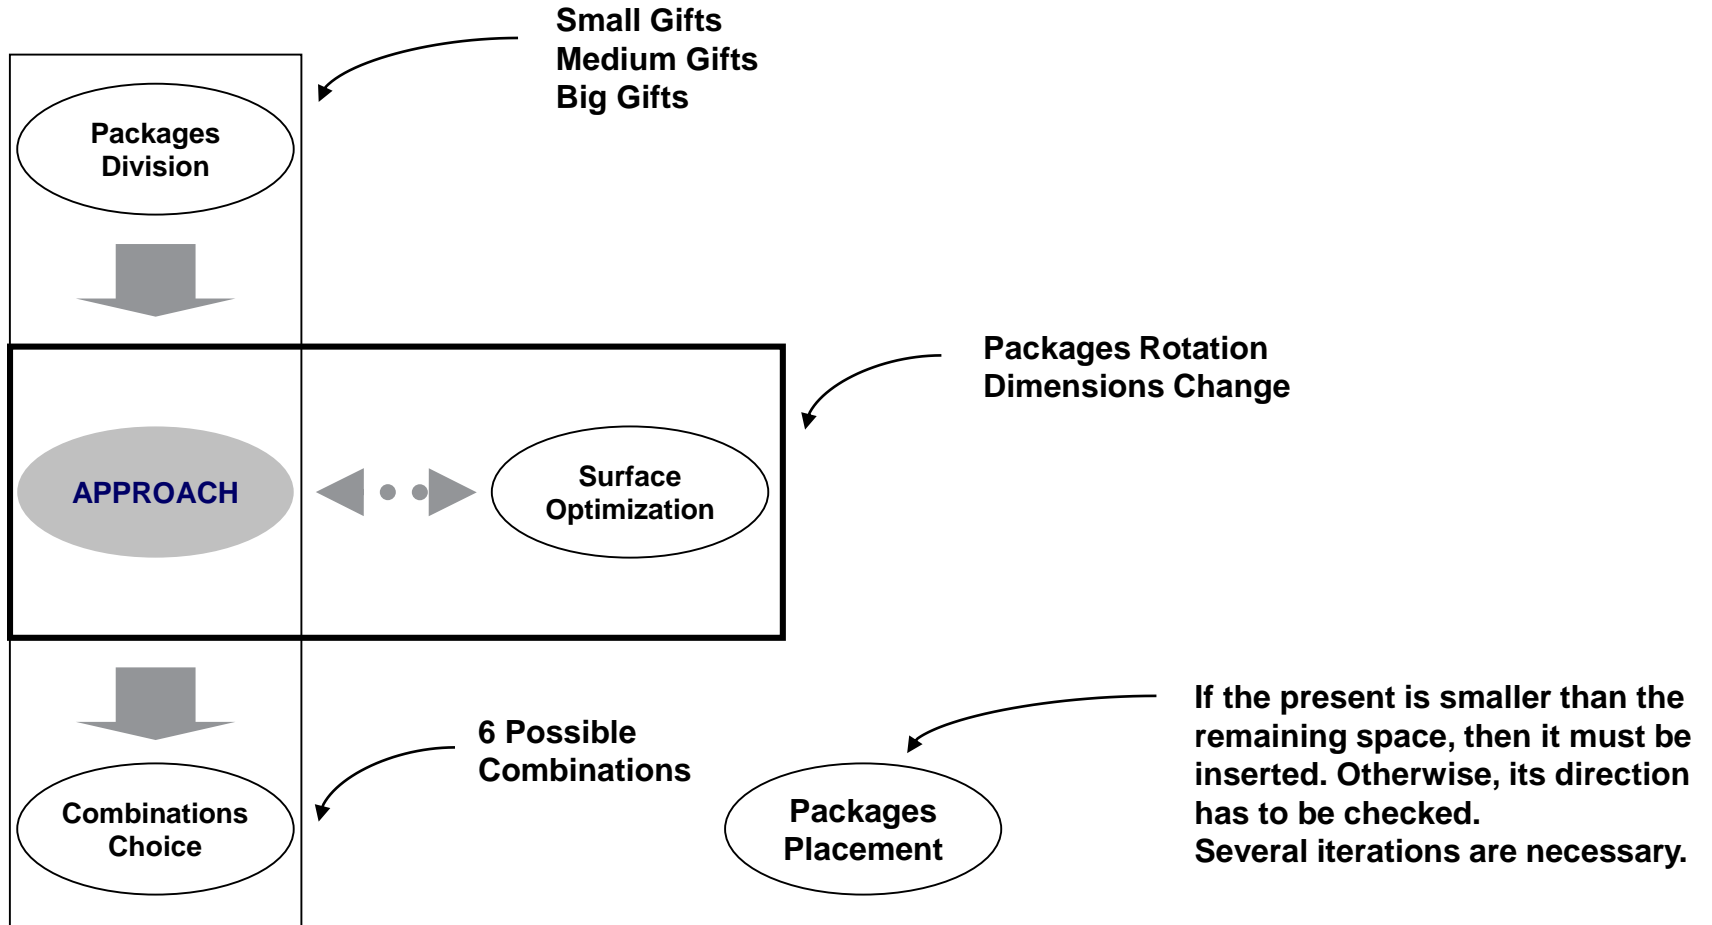 Small Gifts
Medium Gifts
Big Gifts
Packages
Division
Packages Rotation
Dimensions Change
APPROACH
Surface
Optimization
6 Possible
Combinations
If the present is smaller than the
remaining space, then it must be
inserted. Otherwise, its direction
has to be checked.
Several iterations are necessary.
Combinations
Choice
Packages
Placement